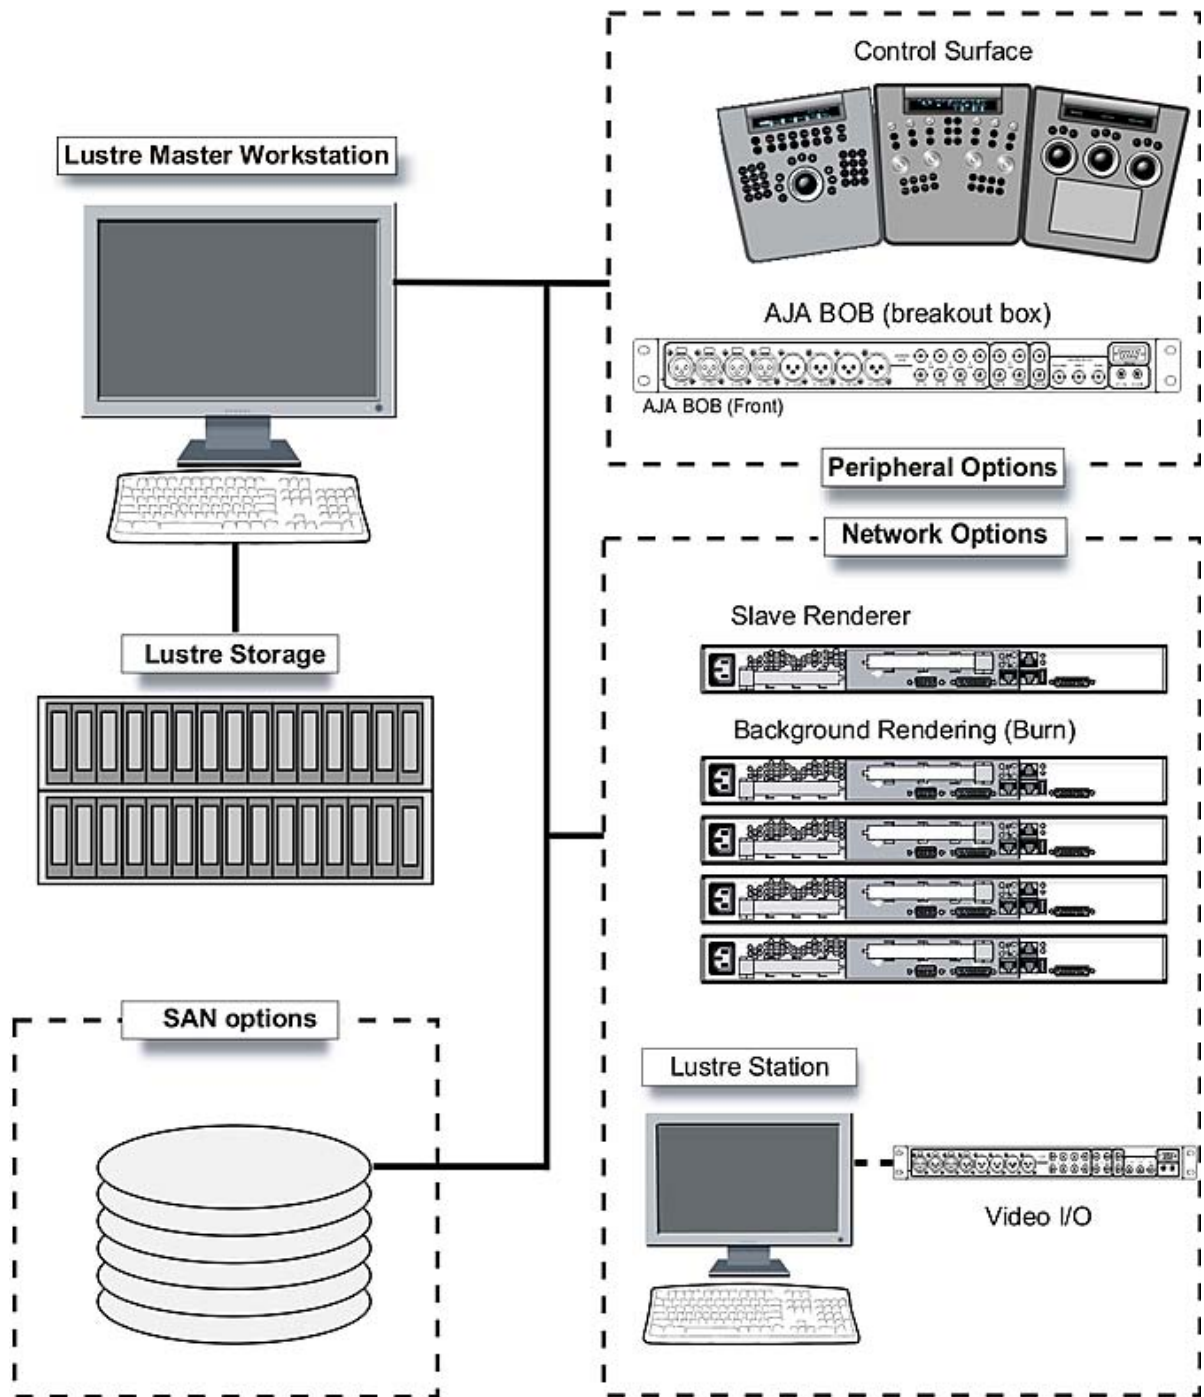 Control Surface
Lustre Master Workstation
AJA BOB (breakout box)
AJA BOB (Front)
Peripheral Options
Network Options
Slave Renderer
Lustre Storage
Background Rendering (Burn)
SAN options
Lustre Station
Video I/O